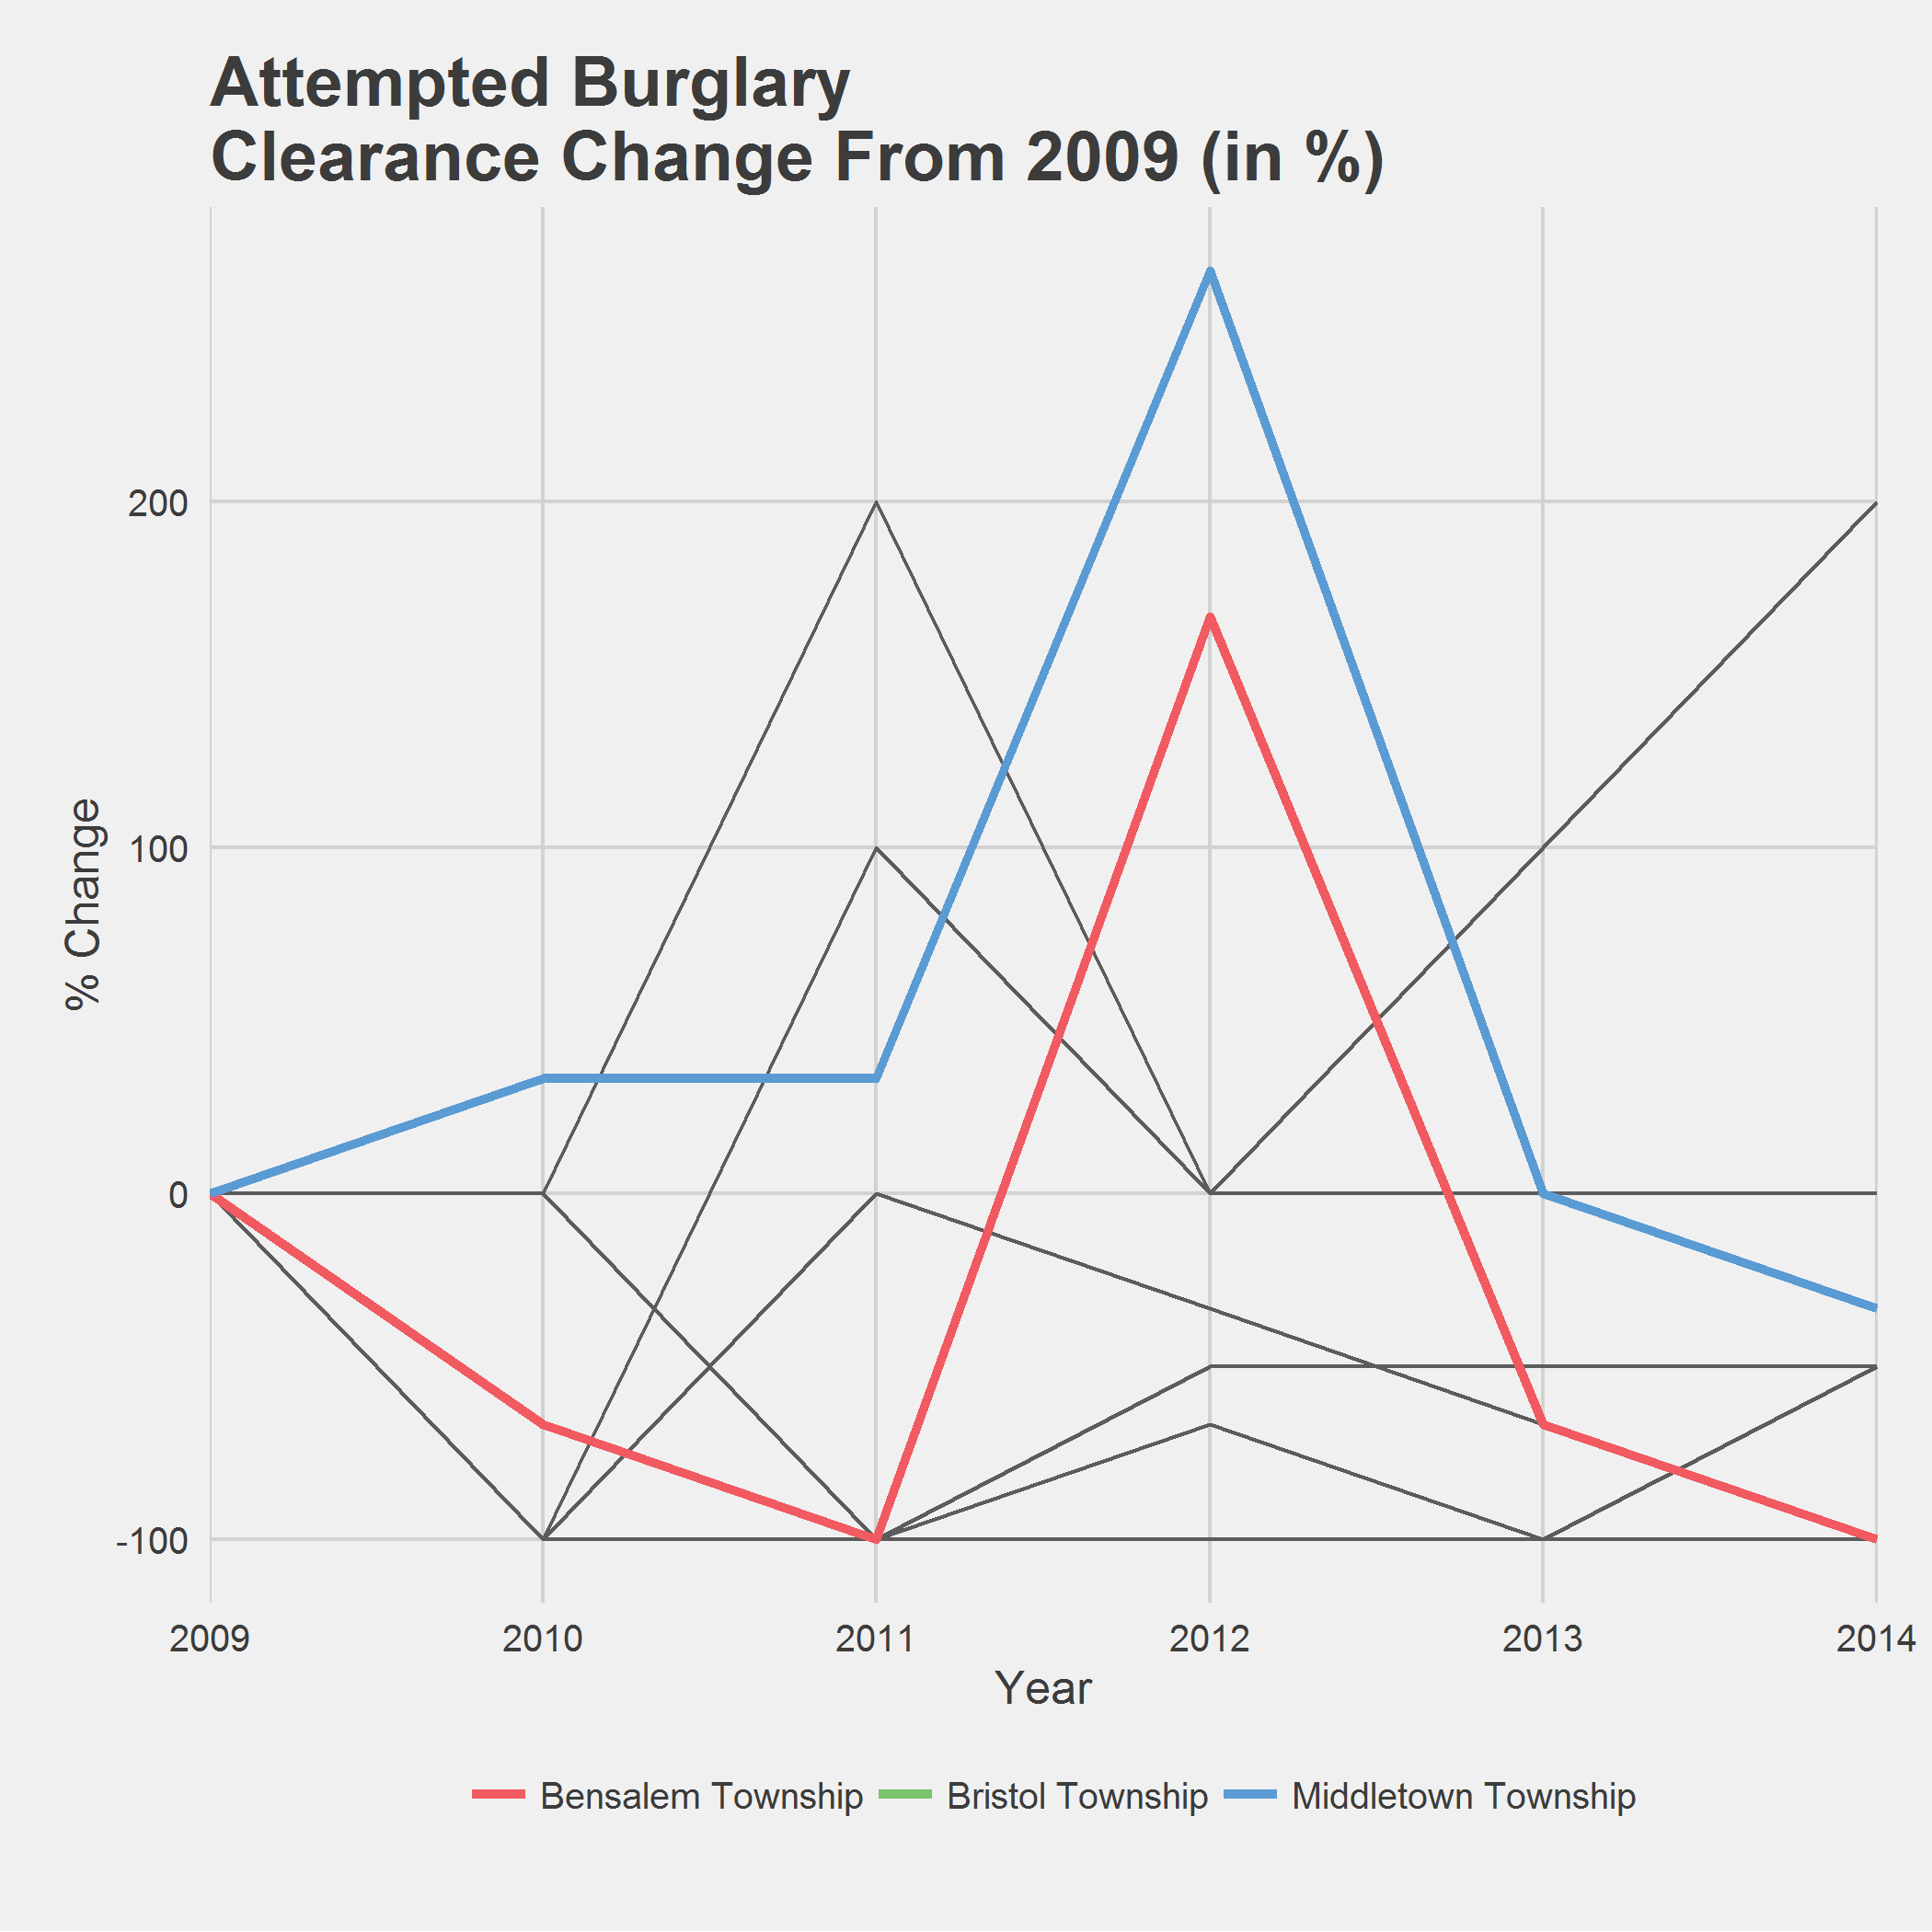 Attempted Burglary
Clearance Change From 2009 (in %)
% Change
200
100
0
-100
2009 2010 2011 2012 2013 2014
Year
Bensalem Township Bristol Township Middletown Township